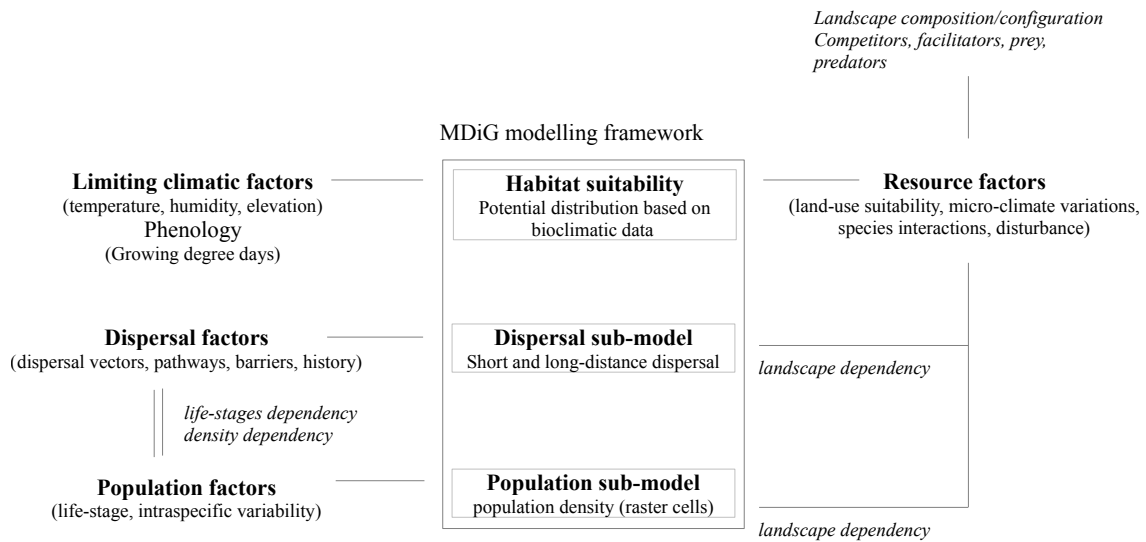 Landscape composition/configuration
Competitors, facilitators, prey,
predators
MDiG modelling framework
Limiting climatic factors
(temperature, humidity, elevation)
Phenology
(Growing degree days)
Habitat suitability
Potential distribution based on
bioclimatic data
Resource factors
(land-use suitability, micro-climate variations,
species interactions, disturbance)
Dispersal factors
(dispersal vectors, pathways, barriers, history)
Dispersal sub-model
Short and long-distance dispersal
landscape dependency
life-stages dependency
density dependency
Population factors
(life-stage, intraspecific variability)
Population sub-model
population density (raster cells)
landscape dependency